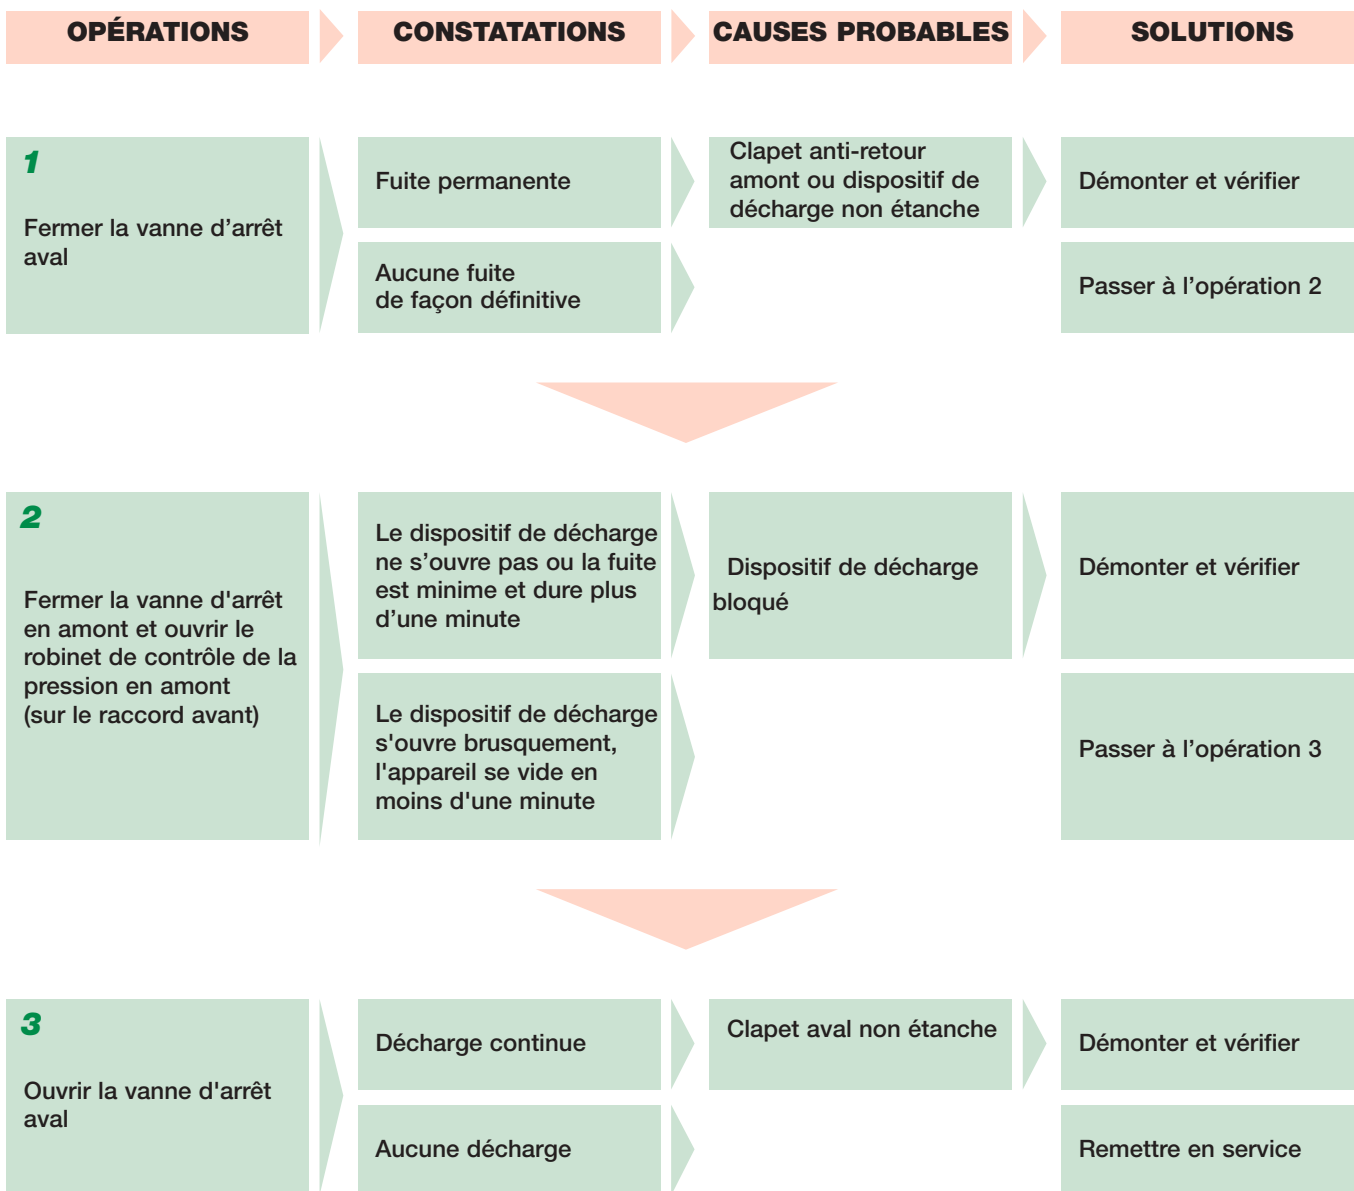 OPÉRATIONS
CONSTATATIONS
CAUSES PROBABLES
SOLUTIONS
1
Fermer la vanne d’arrêt
aval
Fuite permanente
Clapet anti-retour
amont ou dispositif de
décharge non étanche
Démonter et vérifier
Aucune fuite
de façon définitive
Passer à l’opération 2
2
Fermer la vanne d'arrêt
en amont et ouvrir le
robinet de contrôle de la
pression en amont
(sur le raccord avant)
Le dispositif de décharge
ne s’ouvre pas ou la fuite
est minime et dure plus
d’une minute
Dispositif de décharge
bloqué
Démonter et vérifier
Le dispositif de décharge
s'ouvre brusquement,
l'appareil se vide en
moins d'une minute
Passer à l’opération 3
3
Ouvrir la vanne d'arrêt
aval
Décharge continue
Clapet aval non étanche
Démonter et vérifier
Aucune décharge
Remettre en service